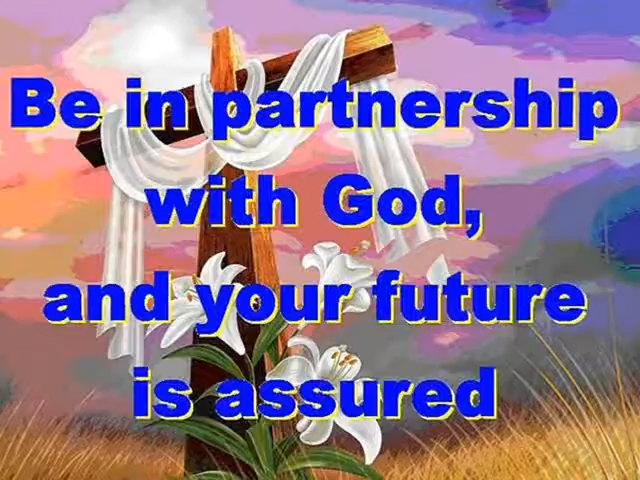 Be in partnership
with God,
and your future
is assured